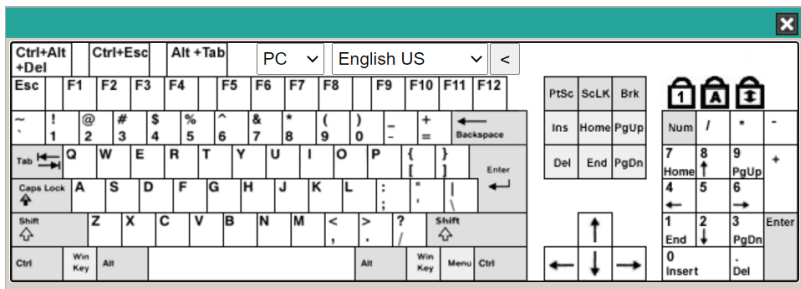 Ctrl+Alt
+Del
Ctrl+Esc
Alt +Tab
PC
English US
<
Esc F1 F2 F3 F4 F5 F6 F7 F8 F9 F10 F11 F12
PtSc ScLK Brk
1 A
~ ! @ # $ % ^ & * ( ) _ +
` 1 2 3 4 5 6 7 8 9 0 - = Backspace
Ins Home PgUp
Num / * -
Tab Q W E R T Y U I O P { }
[ ] Enter
Del End PgDn
7 8 9 +
Home PgUp
Caps Lock A S D F G H J K L : " |
; ' \
4 5 6
Shift Z X C V B N M < > ? Shift
, . /
1 2 3 Enter
End PgDn
Ctrl Win Key Alt Alt Win Key Menu Ctrl
0 .
Insert Del